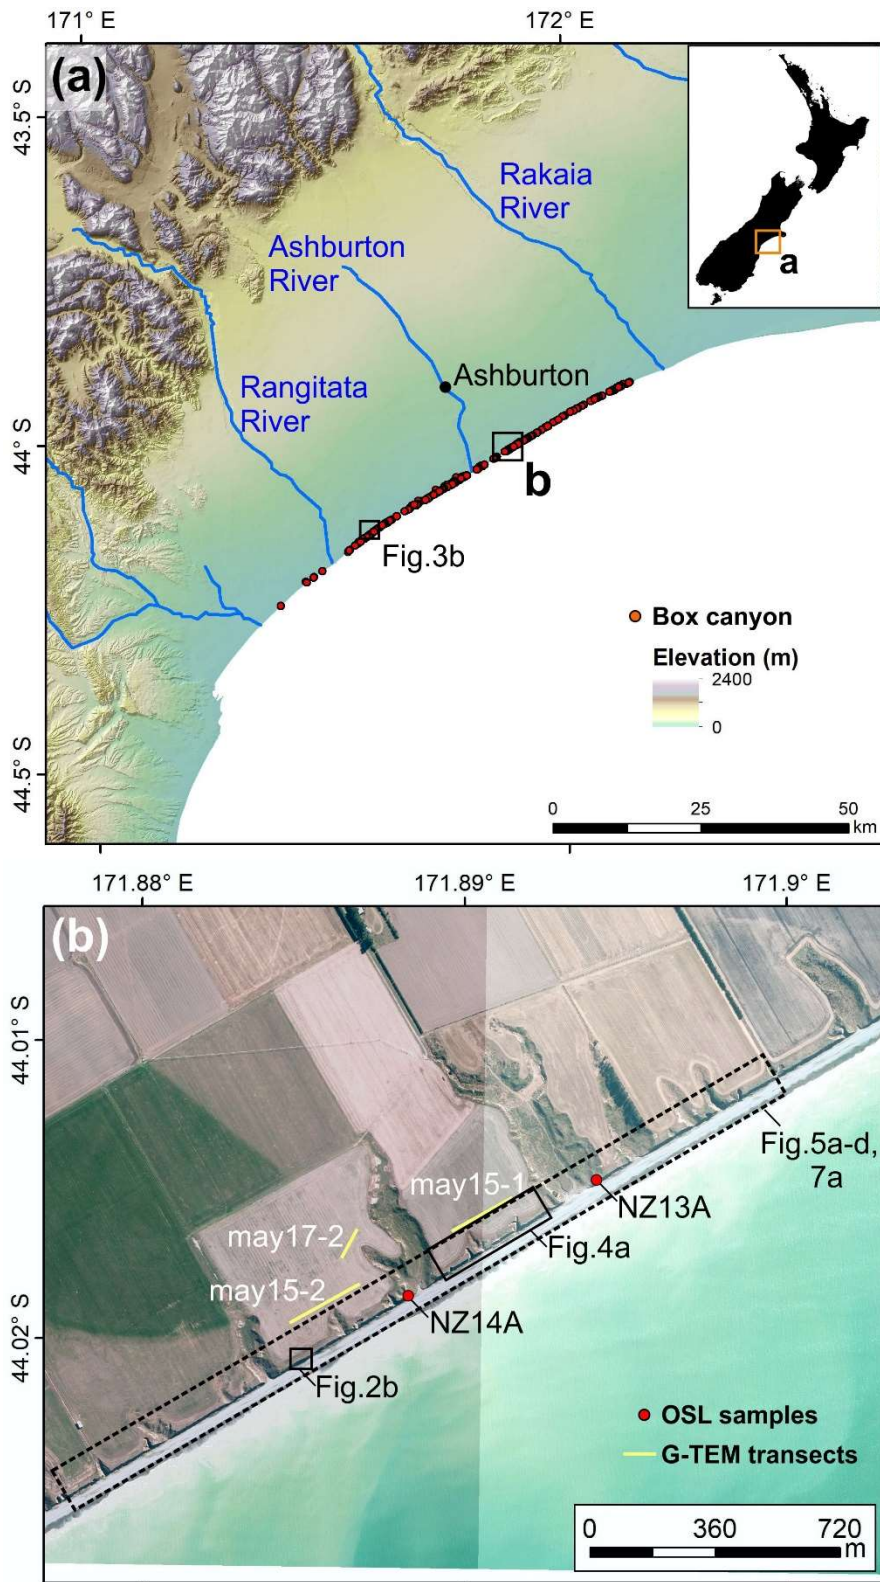 171° E
172° E
(a)
43.5° S
Rakaia
River
Ashburton
River
a
Rangitata
River
Ashburton
44° S
b
Fig.3b
Box canyon
Elevation (m)
2400
0
44.5° S
0
25
50
km
171.88° E
171.89° E
171.9° E
(b)
44.01° S
Fig.5a-d,
7a
may15-1
NZ13A
may17-2
Fig.4a
may15-2
NZ14A
44.02° S
Fig.2b
OSL samples
G-TEM transects
0
360
720
m